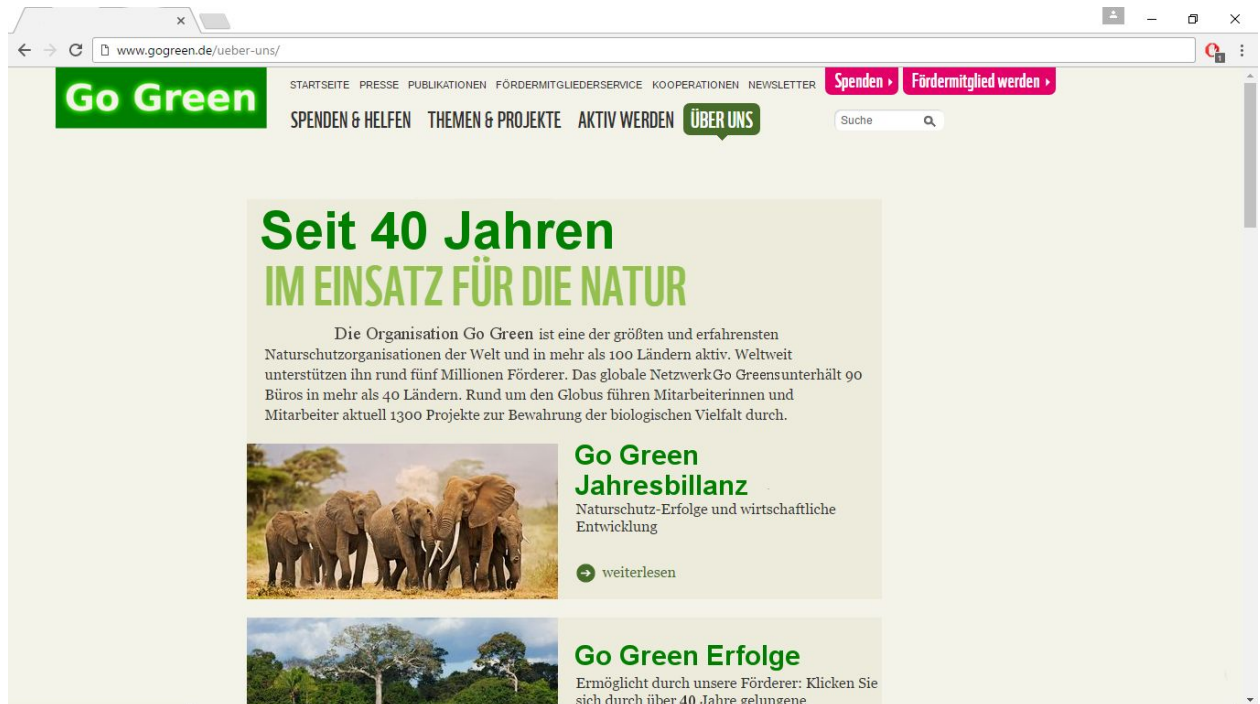 www.gogreen.de/ueber-uns/
1
Go Green
STARTSEITE PRESSE PUBLIKATIONEN FÖRDERMITGLIEDERSERVICE KOOPERATIONEN NEWSLETTER
Spenden
Fördermitglied werden
SPENDEN & HELFEN THEMEN & PROJEKTE AKTIV WERDEN ÜBER UNS
Suche
Seit 40 Jahren
IM EINSATZ FÜR DIE NATUR
Die Organisation Go Green ist eine der größten und erfahrensten
Naturschutzorganisationen der Welt und in mehr als 100 Ländern aktiv. Weltweit
unterstützen ihn rund fünf Millionen Förderer. Das globale Netzwerk Go Greens unterhält 90
Büros in mehr als 40 Ländern. Rund um den Globus führen Mitarbeiterinnen und
Mitarbeiter aktuell 1300 Projekte zur Bewahrung der biologischen Vielfalt durch.
Go Green
Jahresbillanz
Naturschutz-Erfolge und wirtschaftliche
Entwicklung
weiterlesen
Go Green Erfolge
Ermöglicht durch unsere Förderer: Klicken Sie
sich durch über 40 Jahre gelungene